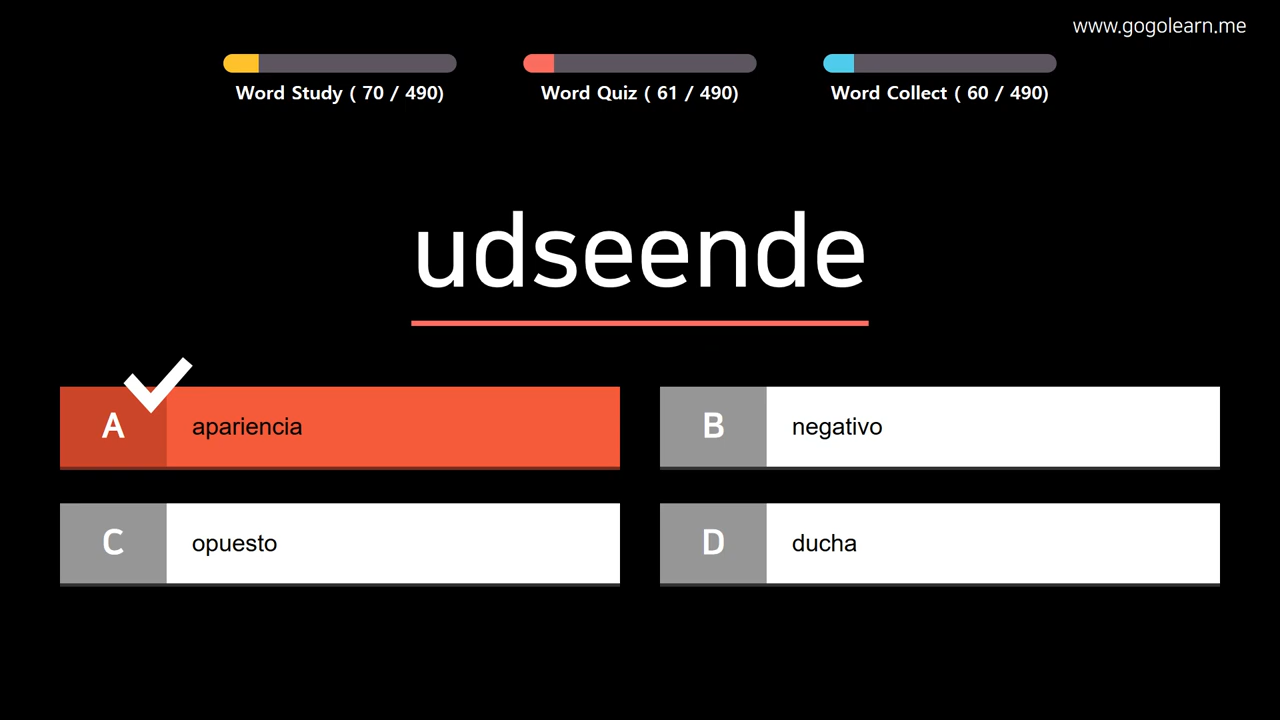 www.gogolearn.me
Word Study ( 70 / 490)
Word Quiz ( 61 / 490)
Word Collect ( 60 / 490)
udseende
A apariencia
B negativo
C opuesto
D ducha